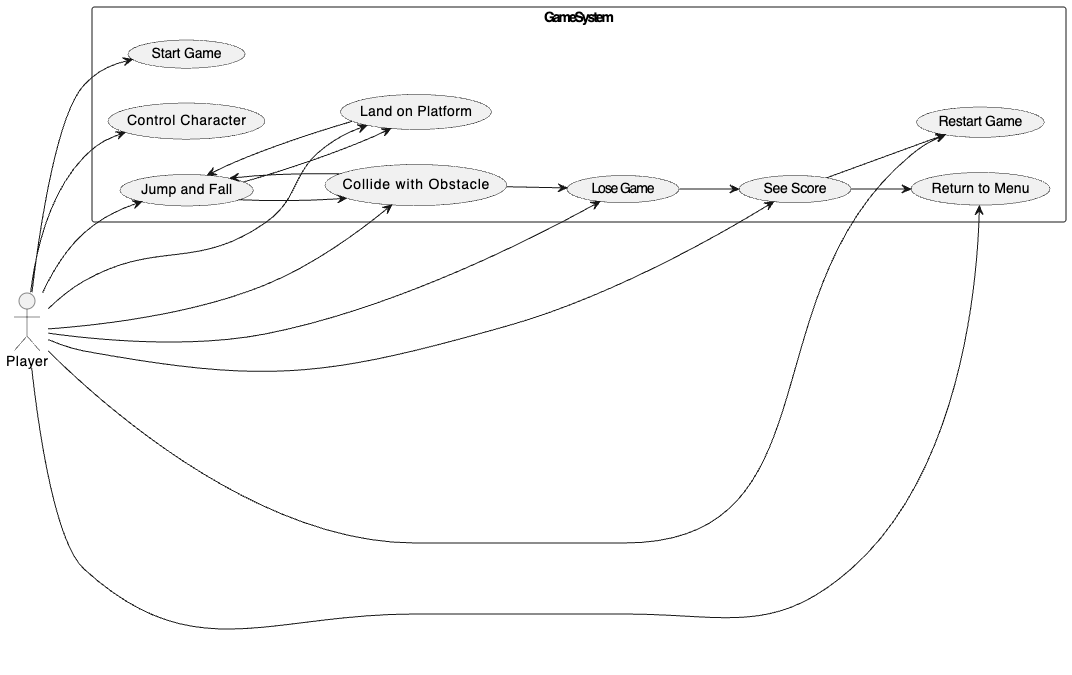 GameSystem
Start Game
Land on Platform
Control Character
Restart Game
Jump and Fall
Collide with Obstacle
Lose Game
See Score
Return to Menu
Player